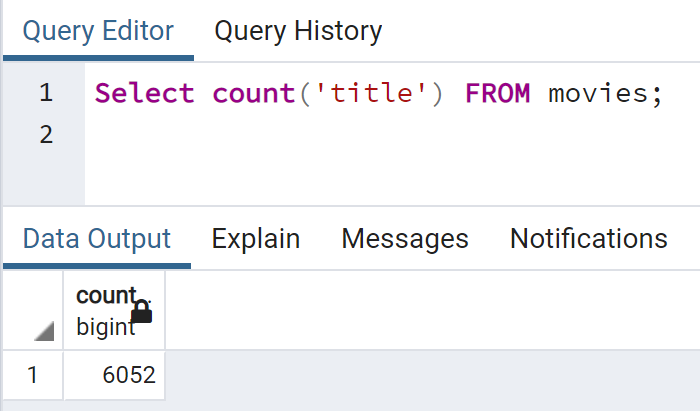 Query Editor Query History
1 Select count('title') FROM movies;
2
Data Output Explain Messages Notifications
count
bigint
1 6052